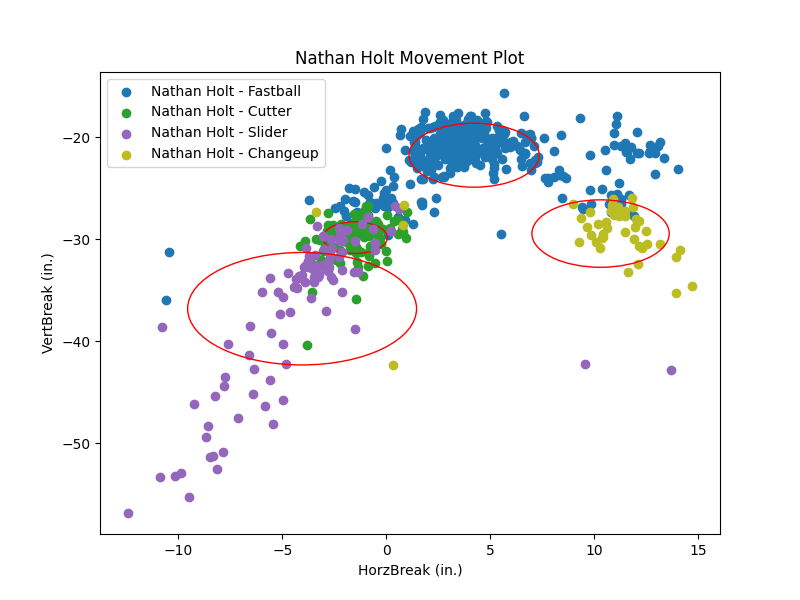 Nathan Holt Movement Plot
Nathan Holt - Fastball
Nathan Holt - Cutter
Nathan Holt - Slider
Nathan Holt - Changeup
VertBreak (in.)
−20
−30
−40
−50
−10 −5 0 5 10 15
HorzBreak (in.)